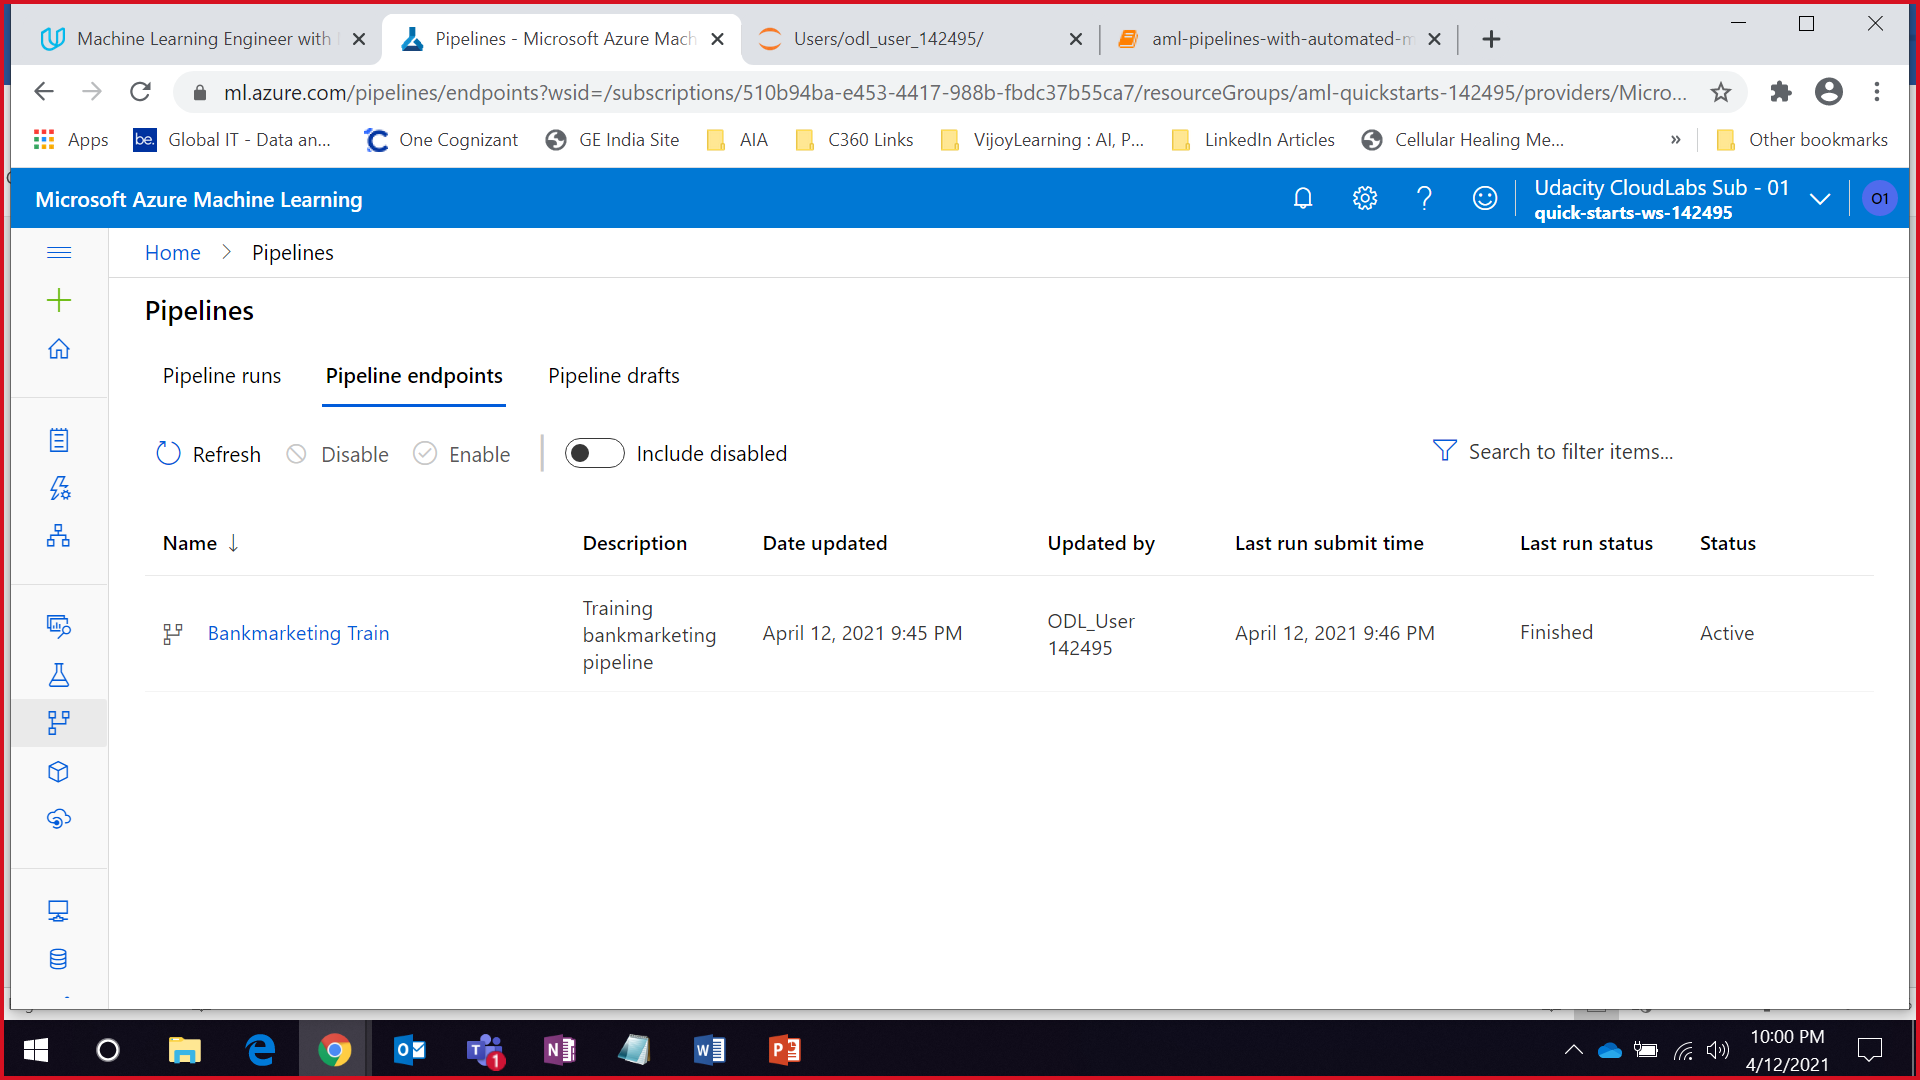 Machine Learning Engineer with
Pipelines - Microsoft Azure Mach
Users/odl_user_142495/
aml-pipelines-with-automated-m
ml.azure.com/pipelines/endpoints?wsid=/subscriptions/510b94ba-e453-4417-988b-fbdc37b55ca7/resourceGroups/aml-quickstarts-142495/providers/Micro...
Apps
be.
Global IT - Data an...
One Cognizant
GE India Site
AIA
C360 Links
VijoyLearning : AI, P...
LinkedIn Articles
Cellular Healing Me...
»
Other bookmarks
Microsoft Azure Machine Learning
Udacity CloudLabs Sub - 01
quick-starts-ws-142495
O1
Home > Pipelines
Pipelines
Pipeline runs
Pipeline endpoints
Pipeline drafts
Refresh
Disable
Enable
Include disabled
Search to filter items...
Name ↓
Description
Date updated
Updated by
Last run submit time
Last run status
Status
Bankmarketing Train
Training
bankmarketing
pipeline
April 12, 2021 9:45 PM
ODL_User
142495
April 12, 2021 9:46 PM
Finished
Active
1
10:00 PM
4/12/2021